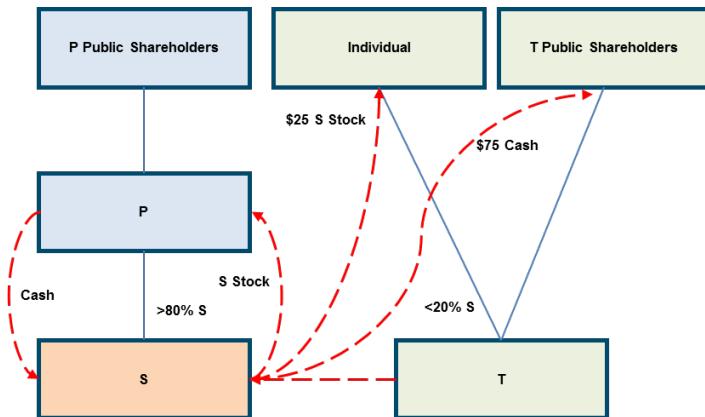 P Public Shareholders
Individual
T Public Shareholders
$25 S Stock
$75 Cash
P
Cash
S Stock
>80% S
<20% S
S
T